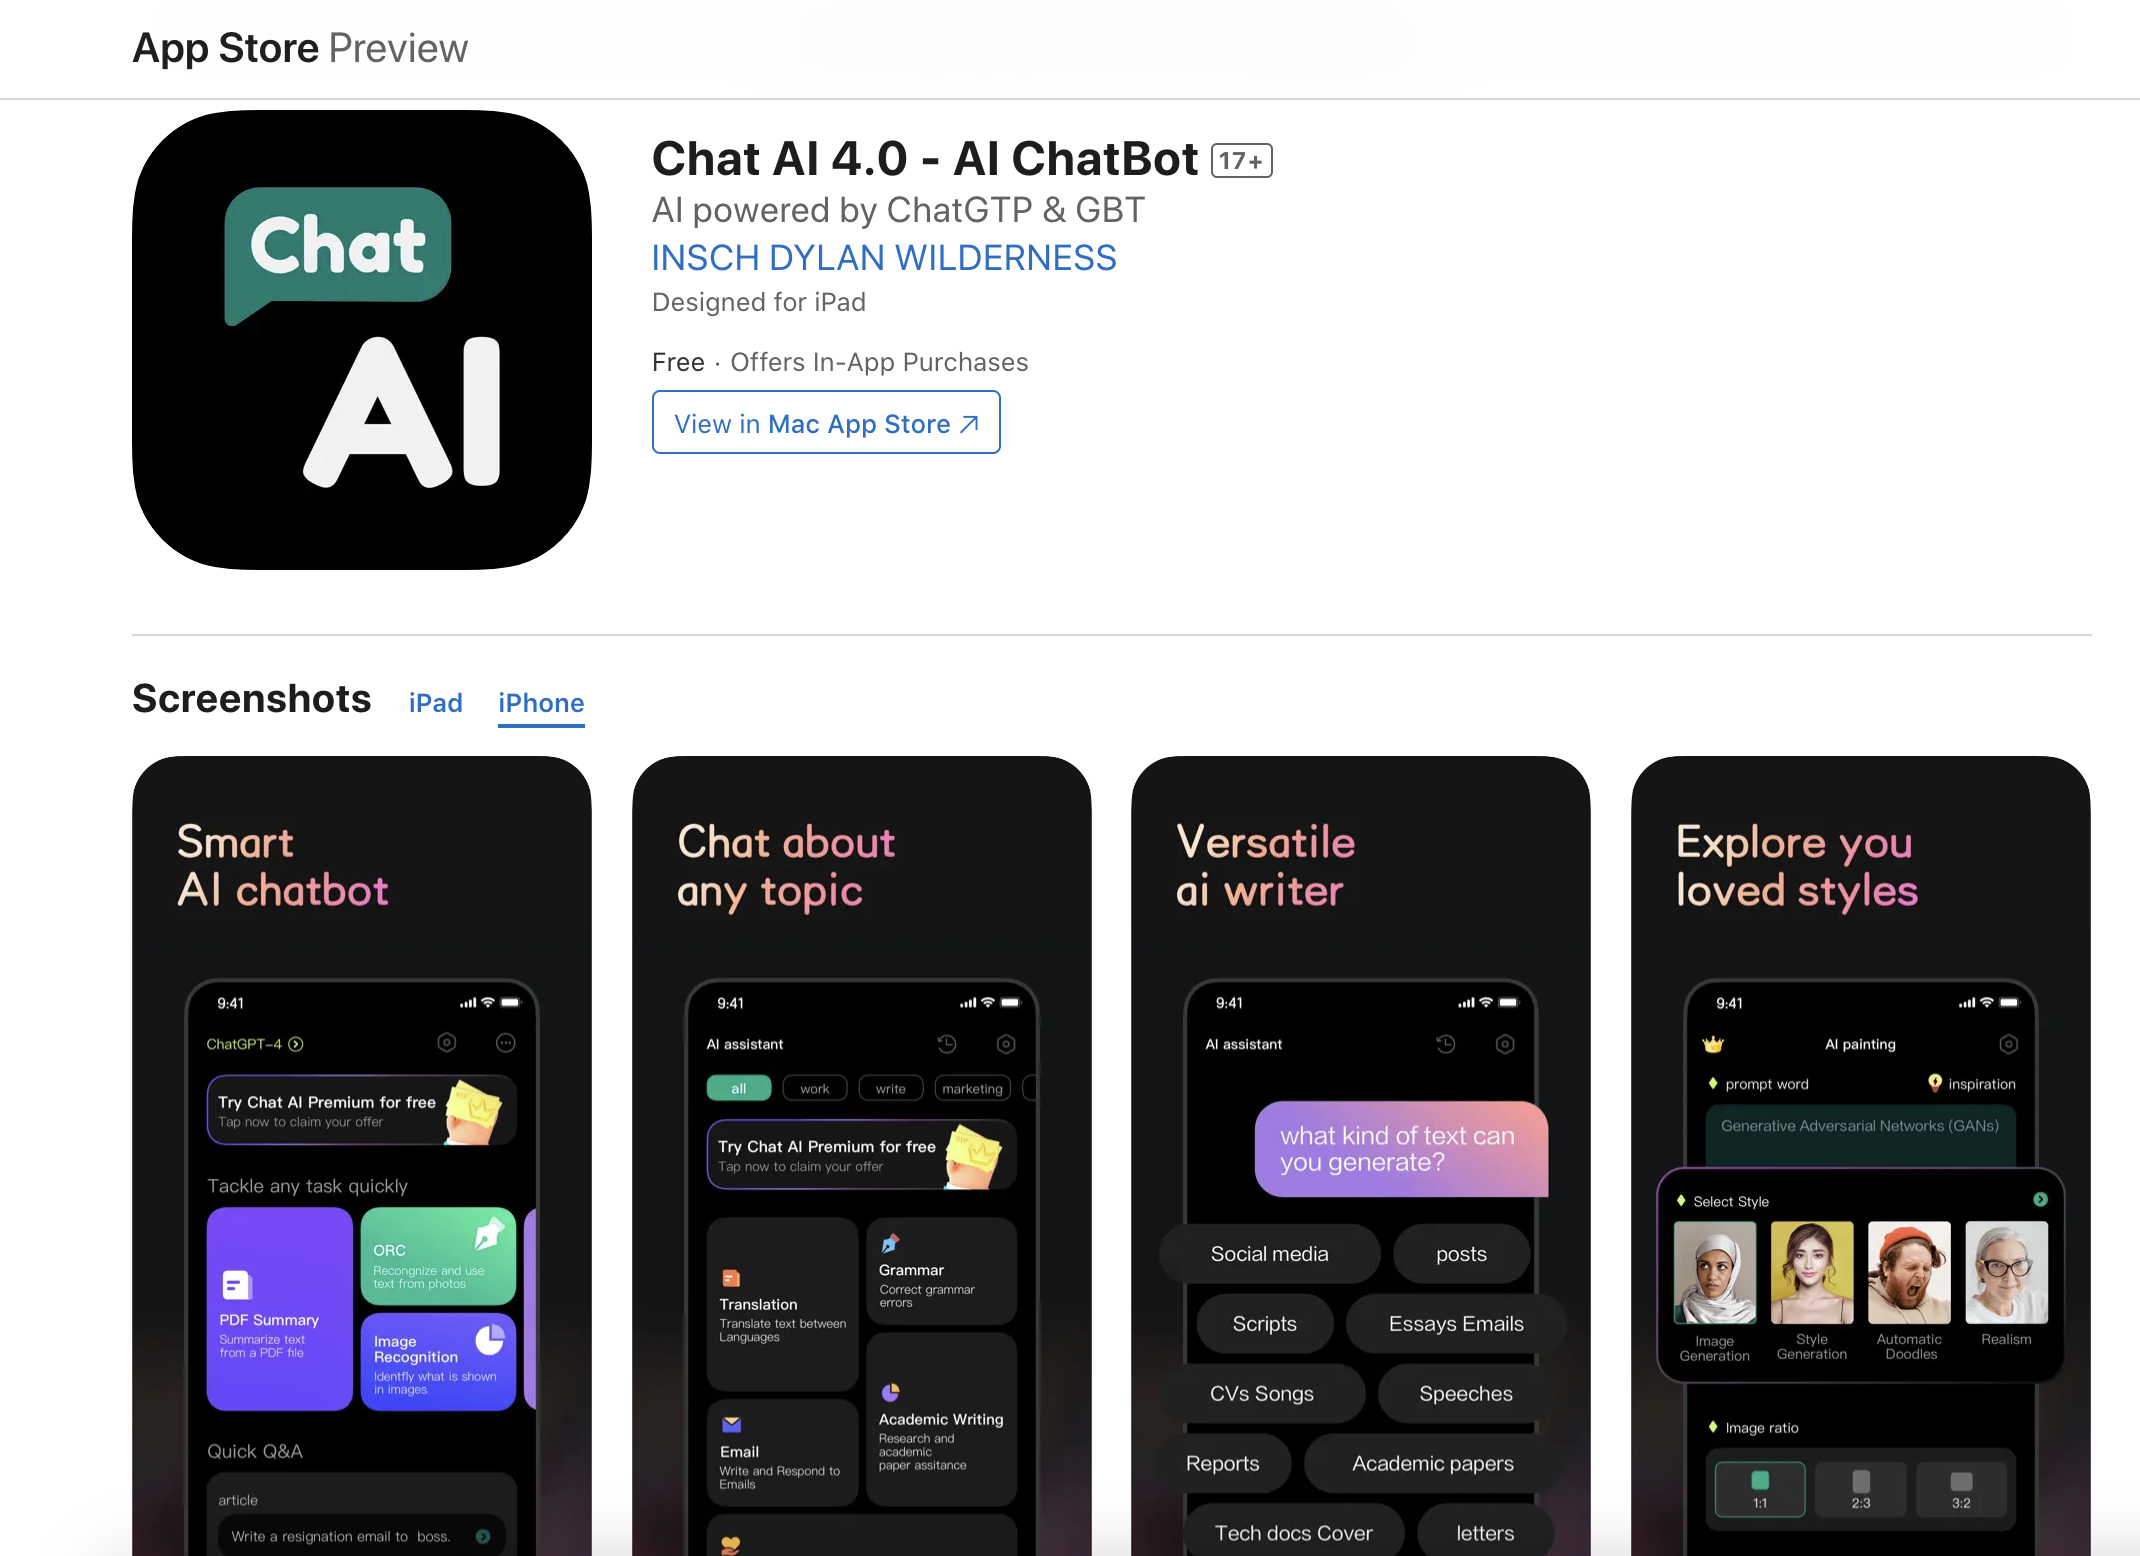 App Store Preview
Chat
AI
Chat AI 4.0 - AI ChatBot 17+
AI powered by ChatGTP & GBT
INSCH DYLAN WILDERNESS
Designed for iPad
Free · Offers In-App Purchases
View in Mac App Store ↗
Screenshots iPad iPhone
Smart
AI chatbot
9:41
ChatGPT-4
Try Chat AI Premium for free
Tap now to claim your offer
Tackle any task quickly
PDF Summary
Summarize text
from a PDF file
ORC
Recongnize and use
text from photos
Image
Recognition
Identfly what is shown
in images
Quick Q&A
article
Write a resignation email to boss.
Chat about
any topic
9:41
AI assistant
all work write marketing
Try Chat AI Premium for free
Tap now to claim your offer
VIP
Translation
Translate text between
Languages
Grammar
Correct grammar
errors
Email
Write and Respond to
Emails
Academic Writing
Research and
academic
paper assitance
Versatile
ai writer
9:41
AI assistant
what kind of text can
you generate?
Social media posts
Scripts Essays Emails
CVs Songs Speeches
Reports Academic papers
Tech docs Cover letters
Explore you
loved styles
9:41
AI painting
prompt word inspiration
Generative Adversarial Networks (GANs)
Select Style
Image
Generation
Style
Generation
Automatic
Doodles
Realism
Image ratio
1:1 2:3 3:2